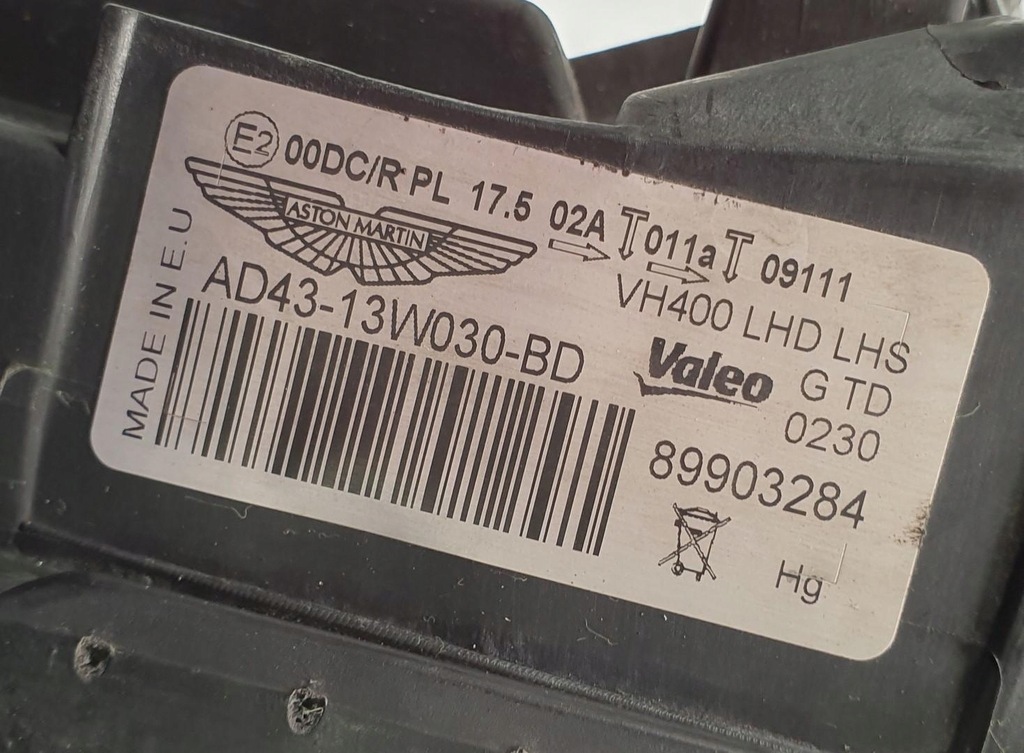 E2 00DC/R PL 17.5 02A T 011a T 09111
ASTON MARTIN
VH400 LHD LHS
AD43-13W030-BD
Valeo G TD
0230
89903284
Hg
MADE IN E.U